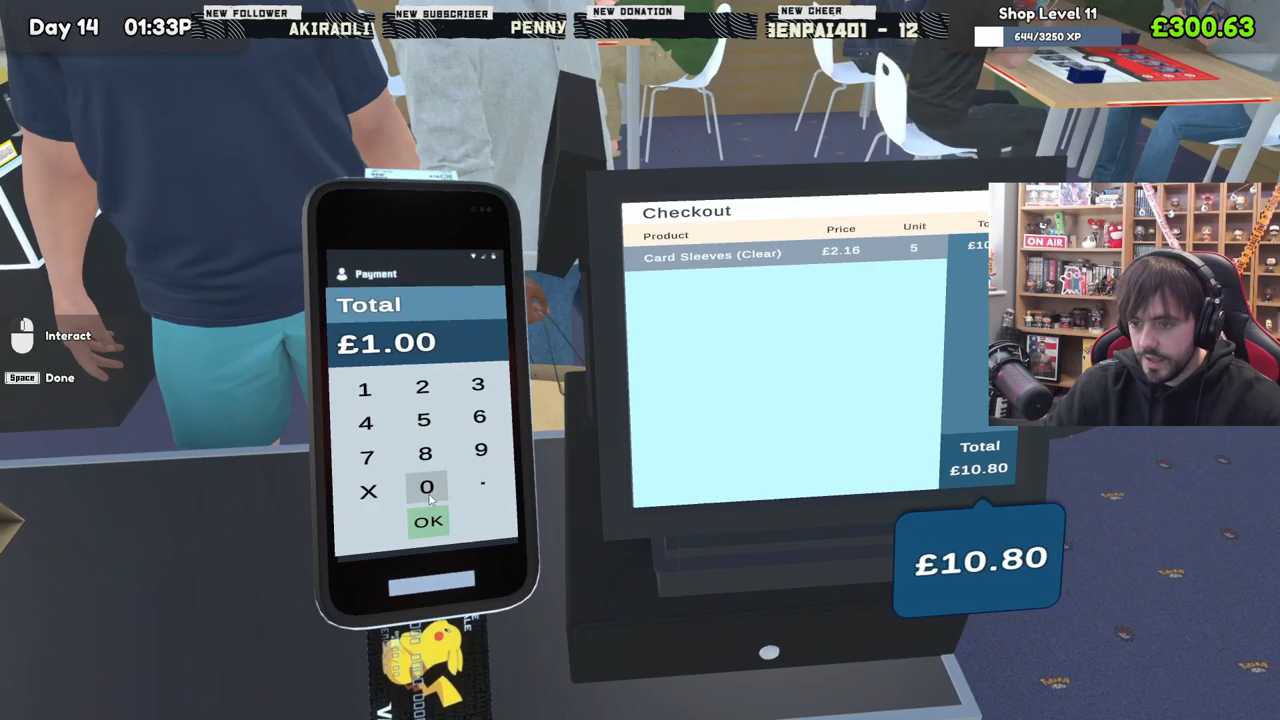 Day 14 01:33P
NEW FOLLOWER
AKIRAOLI
NEW SUBSCRIBER
PENNY
NEW DONATION
NEW CHEER
ENPAI401 - 12
Shop Level 11
644/3250 XP
£300.63
Interact
Space Done
Payment
Total
£1.00
1 2 3
4 5 6
7 8 9
X 0 .
OK
Checkout
Product Price Unit To
Card Sleeves (Clear) £2.16 5 £10
Total
£10.80
£10.80
ON AIR